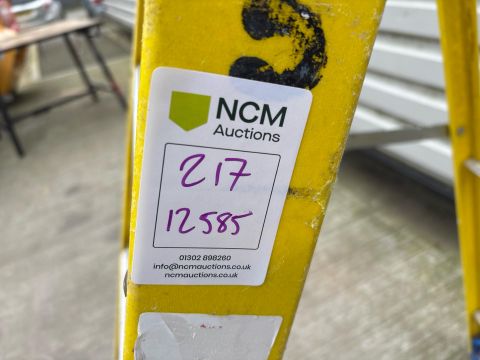 NCM
Auctions
217
12585
01302 898260
info@ncmauctions.co.uk
ncmauctions.co.uk